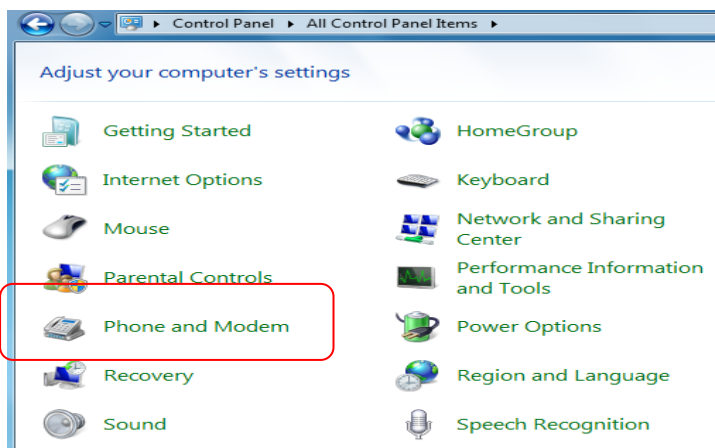 Control Panel ▸ All Control Panel Items ▸
Adjust your computer's settings
Getting Started
HomeGroup
Internet Options
Keyboard
Mouse
Network and Sharing
Center
Parental Controls
Performance Information
and Tools
Phone and Modem
Power Options
Recovery
Region and Language
Sound
Speech Recognition